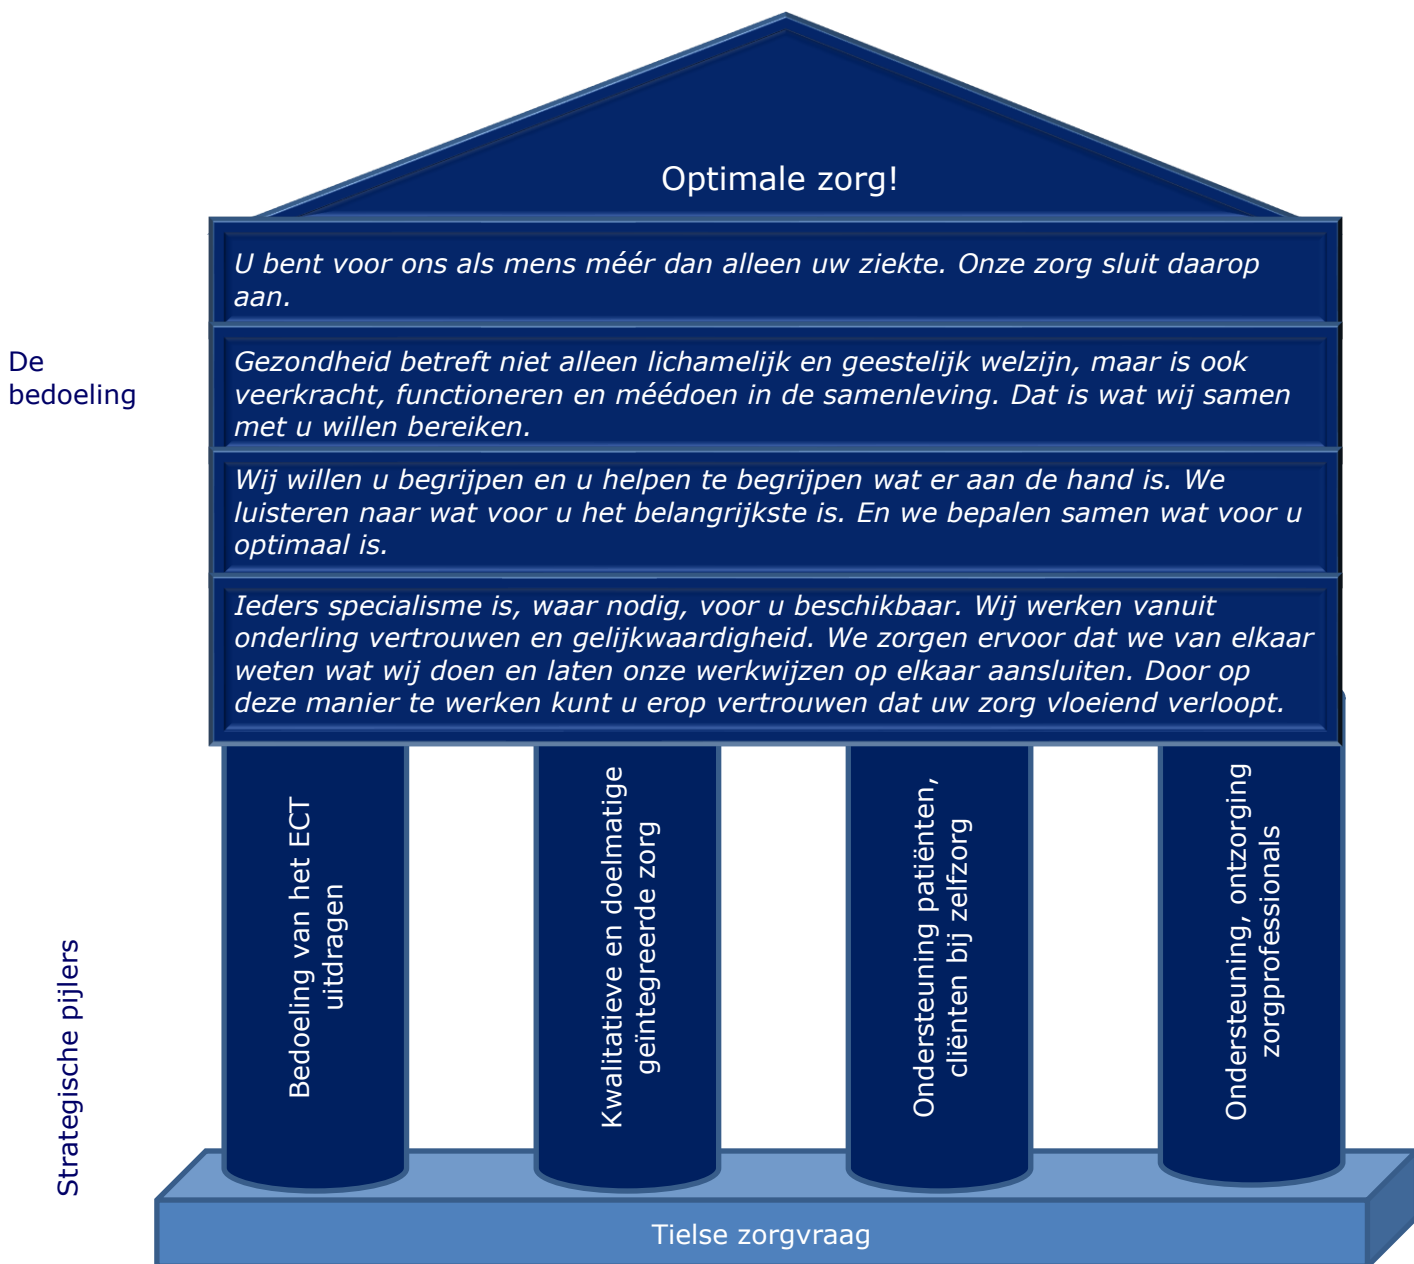 Optimale zorg!
U bent voor ons als mens méér dan alleen uw ziekte. Onze zorg sluit daarop
aan.
De
bedoeling
Gezondheid betreft niet alleen lichamelijk en geestelijk welzijn, maar is ook
veerkracht, functioneren en méédoen in de samenleving. Dat is wat wij samen
met u willen bereiken.
Wij willen u begrijpen en u helpen te begrijpen wat er aan de hand is. We
luisteren naar wat voor u het belangrijkste is. En we bepalen samen wat voor u
optimaal is.
Ieders specialisme is, waar nodig, voor u beschikbaar. Wij werken vanuit
onderling vertrouwen en gelijkwaardigheid. We zorgen ervoor dat we van elkaar
weten wat wij doen en laten onze werkwijzen op elkaar aansluiten. Door op
deze manier te werken kunt u erop vertrouwen dat uw zorg vloeiend verloopt.
Strategische pijlers
Bedoeling van het ECT
uitdragen
Kwalitatieve en doelmatige
geïntegreerde zorg
Ondersteuning patiënten,
cliënten bij zelfzorg
Ondersteuning, ontzorging
zorgprofessionals
Tielse zorgvraag